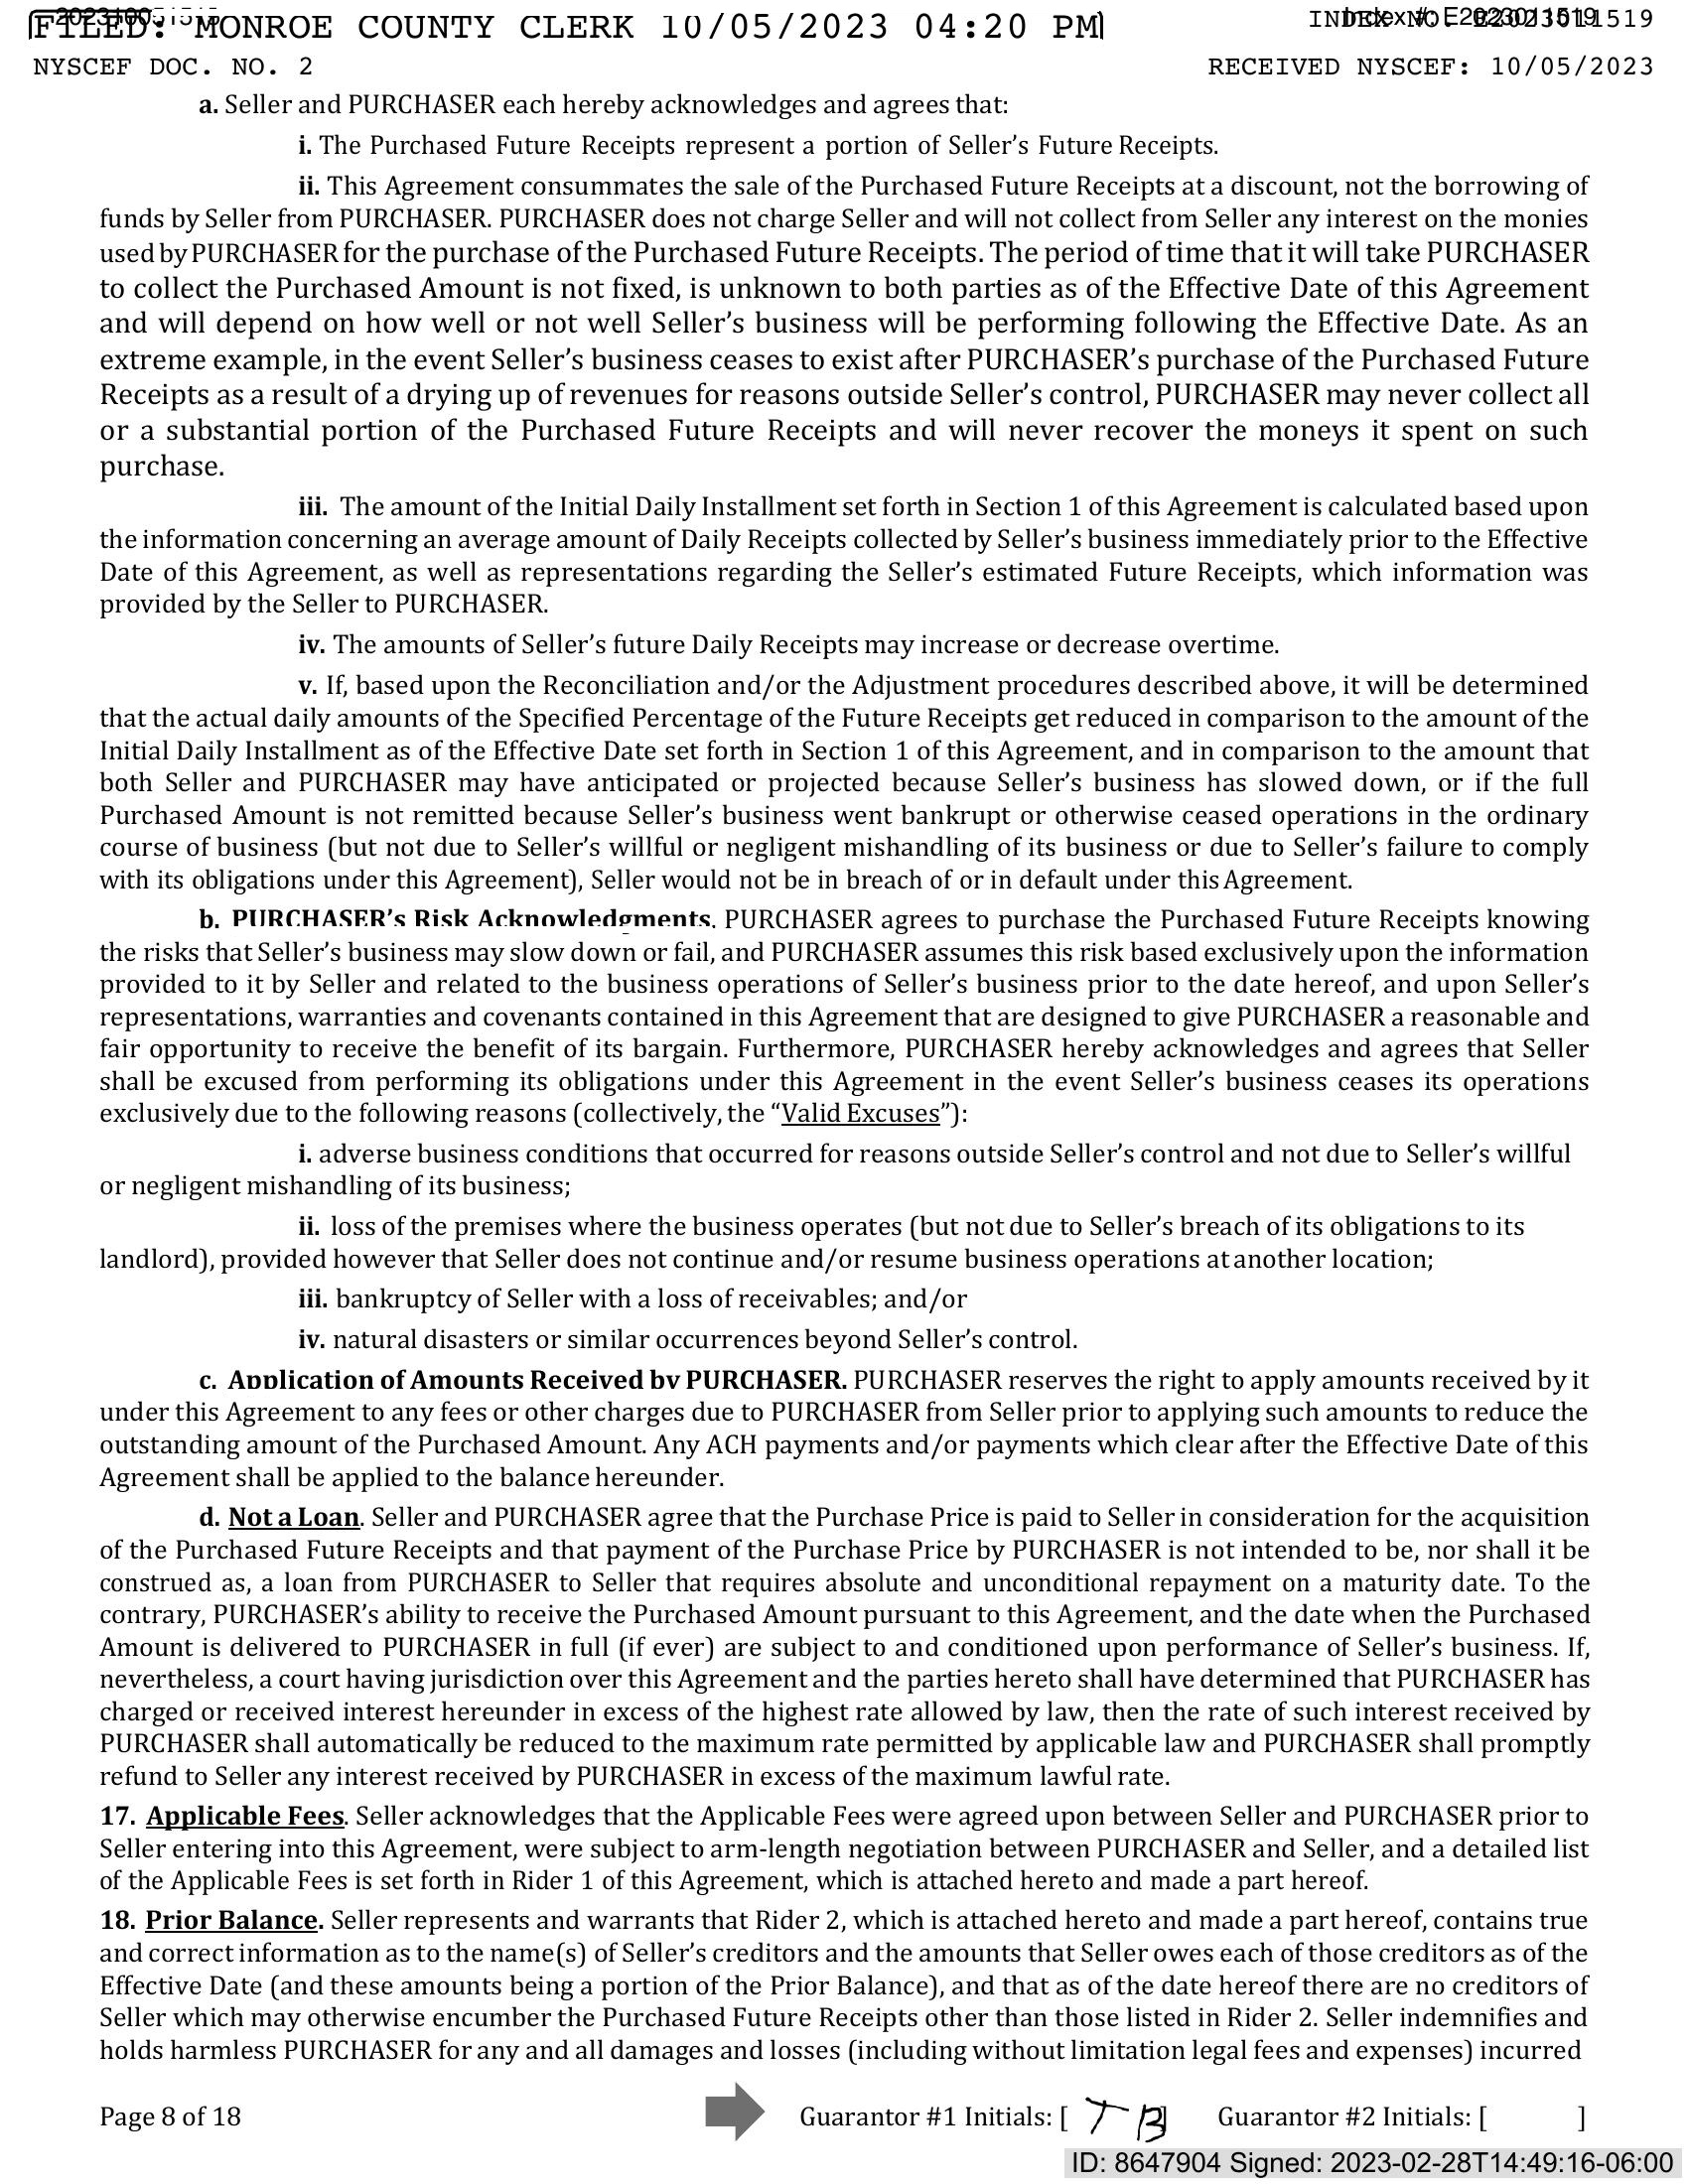 FILED: MONROE COUNTY CLERK 10/05/2023 04:20 PM
INDEX NO. E2023011519
NYSCEF DOC. NO. 2
RECEIVED NYSCEF: 10/05/2023
a. Seller and PURCHASER each hereby acknowledges and agrees that:
i. The Purchased Future Receipts represent a portion of Seller’s Future Receipts.
ii. This Agreement consummates the sale of the Purchased Future Receipts at a discount, not the borrowing of
funds by Seller from PURCHASER. PURCHASER does not charge Seller and will not collect from Seller any interest on the monies
used by PURCHASER for the purchase of the Purchased Future Receipts. The period of time that it will take PURCHASER
to collect the Purchased Amount is not fixed, is unknown to both parties as of the Effective Date of this Agreement
and will depend on how well or not well Seller’s business will be performing following the Effective Date. As an
extreme example, in the event Seller’s business ceases to exist after PURCHASER’s purchase of the Purchased Future
Receipts as a result of a drying up of revenues for reasons outside Seller’s control, PURCHASER may never collect all
or a substantial portion of the Purchased Future Receipts and will never recover the moneys it spent on such
purchase.
iii. The amount of the Initial Daily Installment set forth in Section 1 of this Agreement is calculated based upon
the information concerning an average amount of Daily Receipts collected by Seller’s business immediately prior to the Effective
Date of this Agreement, as well as representations regarding the Seller’s estimated Future Receipts, which information was
provided by the Seller to PURCHASER.
iv. The amounts of Seller’s future Daily Receipts may increase or decrease overtime.
v. If, based upon the Reconciliation and/or the Adjustment procedures described above, it will be determined
that the actual daily amounts of the Specified Percentage of the Future Receipts get reduced in comparison to the amount of the
Initial Daily Installment as of the Effective Date set forth in Section 1 of this Agreement, and in comparison to the amount that
both Seller and PURCHASER may have anticipated or projected because Seller’s business has slowed down, or if the full
Purchased Amount is not remitted because Seller’s business went bankrupt or otherwise ceased operations in the ordinary
course of business (but not due to Seller’s willful or negligent mishandling of its business or due to Seller’s failure to comply
with its obligations under this Agreement), Seller would not be in breach of or in default under this Agreement.
b. PURCHASER’s Risk Acknowledgments. PURCHASER agrees to purchase the Purchased Future Receipts knowing
the risks that Seller’s business may slow down or fail, and PURCHASER assumes this risk based exclusively upon the information
provided to it by Seller and related to the business operations of Seller’s business prior to the date hereof, and upon Seller’s
representations, warranties and covenants contained in this Agreement that are designed to give PURCHASER a reasonable and
fair opportunity to receive the benefit of its bargain. Furthermore, PURCHASER hereby acknowledges and agrees that Seller
shall be excused from performing its obligations under this Agreement in the event Seller’s business ceases its operations
exclusively due to the following reasons (collectively, the “Valid Excuses”):
i. adverse business conditions that occurred for reasons outside Seller’s control and not due to Seller’s willful
or negligent mishandling of its business;
ii. loss of the premises where the business operates (but not due to Seller’s breach of its obligations to its
landlord), provided however that Seller does not continue and/or resume business operations at another location;
iii. bankruptcy of Seller with a loss of receivables; and/or
iv. natural disasters or similar occurrences beyond Seller’s control.
c. Application of Amounts Received by PURCHASER. PURCHASER reserves the right to apply amounts received by it
under this Agreement to any fees or other charges due to PURCHASER from Seller prior to applying such amounts to reduce the
outstanding amount of the Purchased Amount. Any ACH payments and/or payments which clear after the Effective Date of this
Agreement shall be applied to the balance hereunder.
d. Not a Loan. Seller and PURCHASER agree that the Purchase Price is paid to Seller in consideration for the acquisition
of the Purchased Future Receipts and that payment of the Purchase Price by PURCHASER is not intended to be, nor shall it be
construed as, a loan from PURCHASER to Seller that requires absolute and unconditional repayment on a maturity date. To the
contrary, PURCHASER’s ability to receive the Purchased Amount pursuant to this Agreement, and the date when the Purchased
Amount is delivered to PURCHASER in full (if ever) are subject to and conditioned upon performance of Seller’s business. If,
nevertheless, a court having jurisdiction over this Agreement and the parties hereto shall have determined that PURCHASER has
charged or received interest hereunder in excess of the highest rate allowed by law, then the rate of such interest received by
PURCHASER shall automatically be reduced to the maximum rate permitted by applicable law and PURCHASER shall promptly
refund to Seller any interest received by PURCHASER in excess of the maximum lawful rate.
17. Applicable Fees. Seller acknowledges that the Applicable Fees were agreed upon between Seller and PURCHASER prior to
Seller entering into this Agreement, were subject to arm-length negotiation between PURCHASER and Seller, and a detailed list
of the Applicable Fees is set forth in Rider 1 of this Agreement, which is attached hereto and made a part hereof.
18. Prior Balance. Seller represents and warrants that Rider 2, which is attached hereto and made a part hereof, contains true
and correct information as to the name(s) of Seller’s creditors and the amounts that Seller owes each of those creditors as of the
Effective Date (and these amounts being a portion of the Prior Balance), and that as of the date hereof there are no creditors of
Seller which may otherwise encumber the Purchased Future Receipts other than those listed in Rider 2. Seller indemnifies and
holds harmless PURCHASER for any and all damages and losses (including without limitation legal fees and expenses) incurred
Page 8 of 18
Guarantor #1 Initials: [ TB ]
Guarantor #2 Initials: [ ]
ID: 8647904 Signed: 2023-02-28T14:49:16-06:00